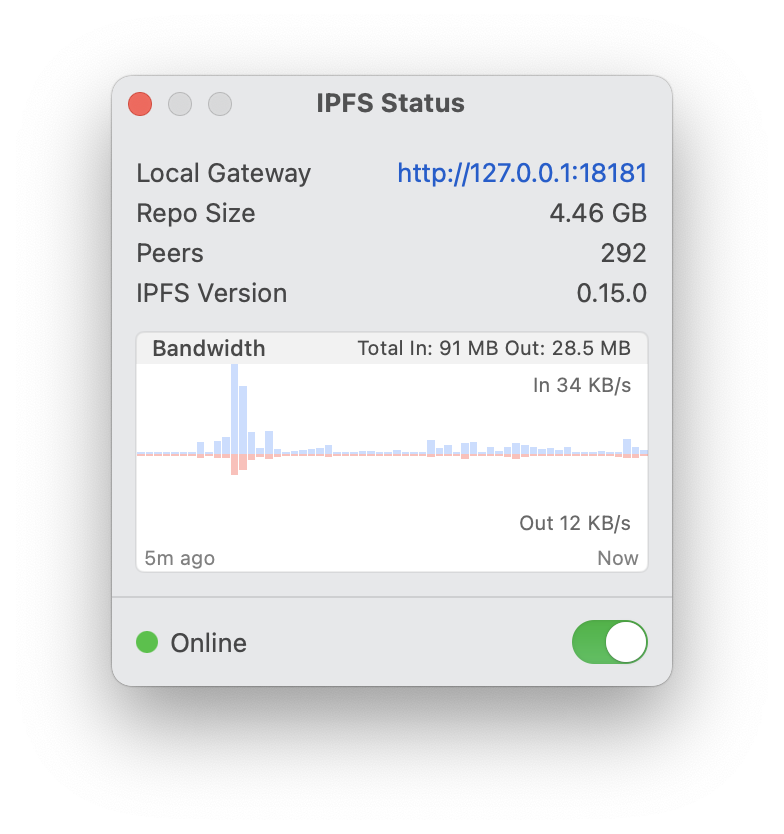 IPFS Status
Local Gateway http://127.0.0.1:18181
Repo Size 4.46 GB
Peers 292
IPFS Version 0.15.0
Bandwidth Total In: 91 MB Out: 28.5 MB
In 34 KB/s
Out 12 KB/s
5m ago Now
Online